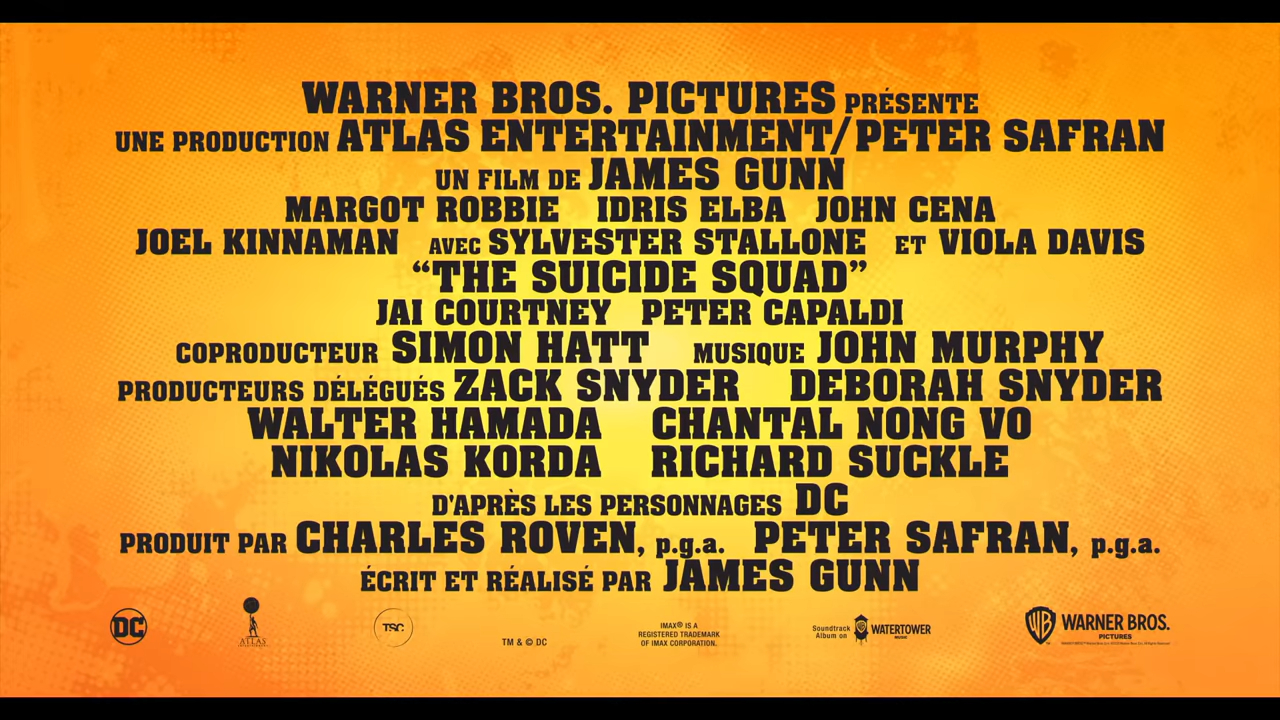 WARNER BROS. PICTURES PRÉSENTE
UNE PRODUCTION ATLAS ENTERTAINMENT/PETER SAFRAN
UN FILM DE JAMES GUNN
MARGOT ROBBIE IDRIS ELBA JOHN CENA
JOEL KINNAMAN AVEC SYLVESTER STALLONE ET VIOLA DAVIS
“THE SUICIDE SQUAD”
JAI COURTNEY PETER CAPALDI
COPRODUCTEUR SIMON HATT MUSIQUE JOHN MURPHY
PRODUCTEURS DÉLÉGUÉS ZACK SNYDER DEBORAH SNYDER
WALTER HAMADA CHANTAL NONG VO
NIKOLAS KORDA RICHARD SUCKLE
D'APRÈS LES PERSONNAGES DC
PRODUIT PAR CHARLES ROVEN, p.g.a. PETER SAFRAN, p.g.a.
ÉCRIT ET RÉALISÉ PAR JAMES GUNN
DC
ATLAS
TSC
TM & © DC
IMAX® IS A
REGISTERED TRADEMARK
OF IMAX CORPORATION.
Soundtrack
Album on
WATERTOWER
MUSIC
WB
WARNER BROS.
PICTURES